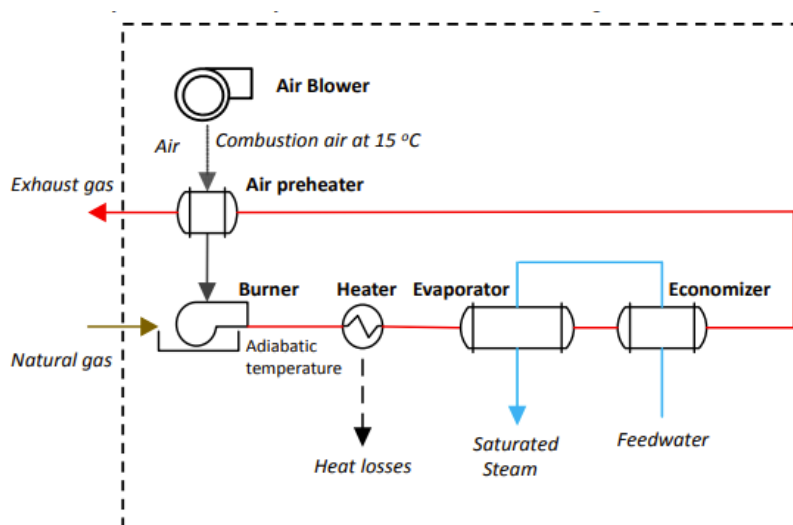 Air Blower
Air
Combustion air at 15 °C
Exhaust gas
Air preheater
Burner
Heater
Evaporator
Economizer
Natural gas
Adiabatic
temperature
Heat losses
Saturated
Steam
Feedwater